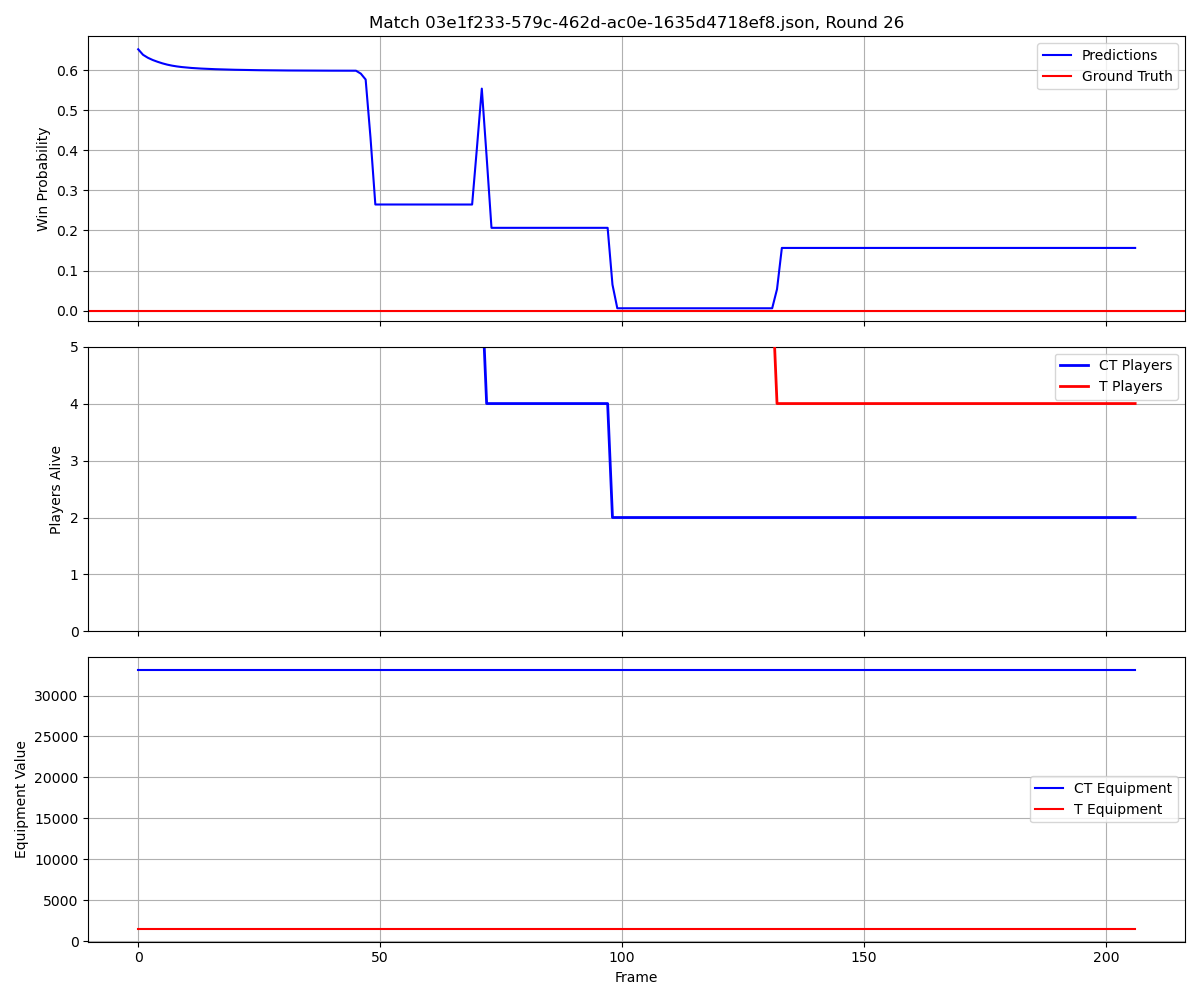 Match 03e1f233-579c-462d-ac0e-1635d4718ef8.json, Round 26
Win Probability
0.6
0.5
0.4
0.3
0.2
0.1
0.0
Predictions
Ground Truth
Players Alive
5
4
3
2
1
0
CT Players
T Players
Equipment Value
30000
25000
20000
15000
10000
5000
0
CT Equipment
T Equipment
0 50 100 150 200
Frame